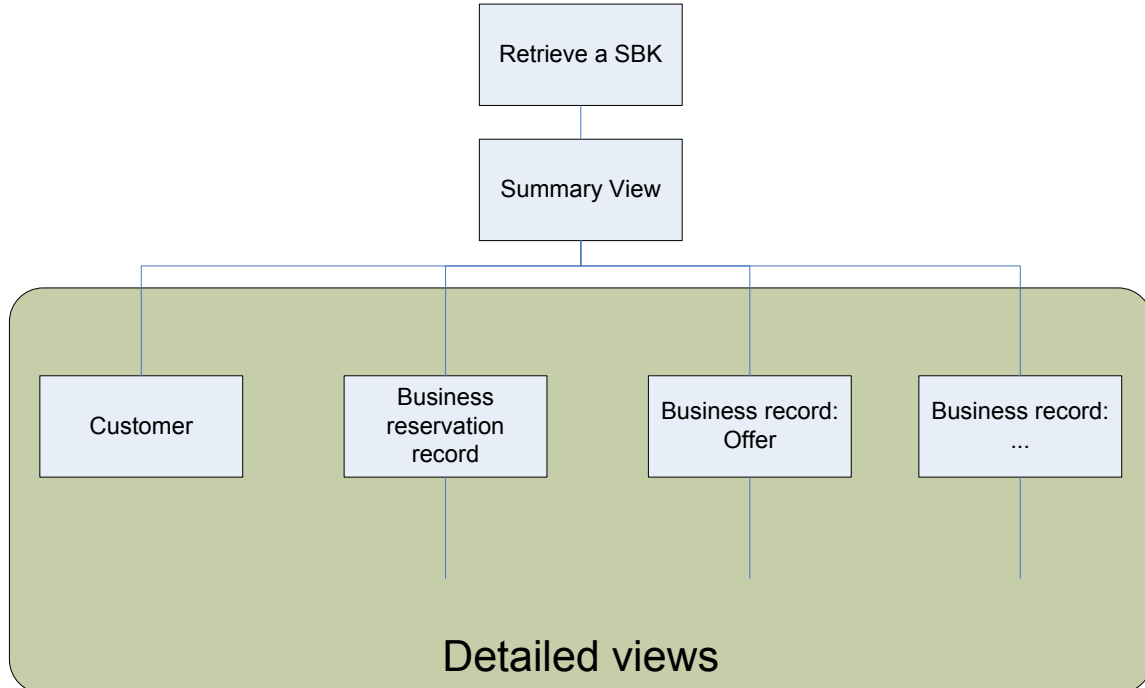 Retrieve a SBK
Summary View
Customer
Business
reservation
record
Business record:
Offer
Business record:
...
Detailed views